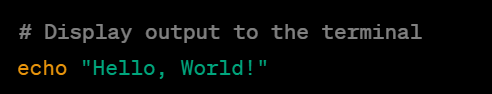 # Display output to the terminal
echo "Hello, World!"